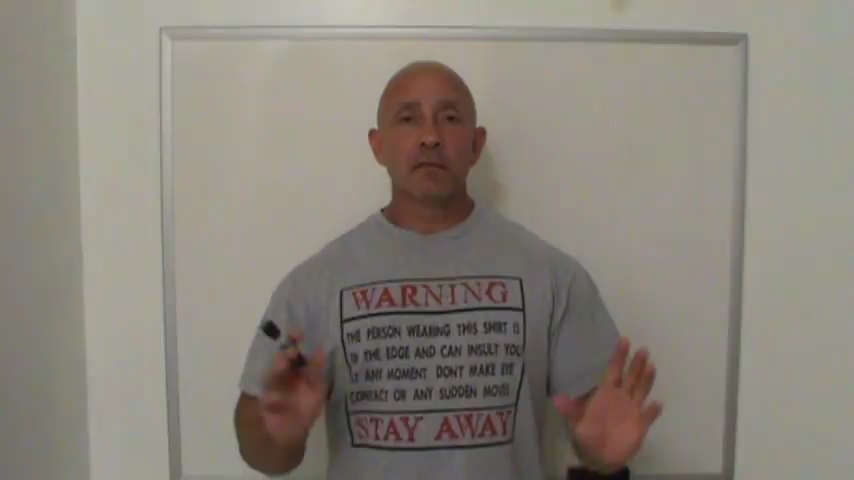 WARNING
THE PERSON WEARING THIS SHIRT IS
THE EDGE AND CAN INSULT YOU
AT ANY MOMENT DONT MAKE EYE
CONTACT OR ANY SUDDEN MOVES
STAY AWAY